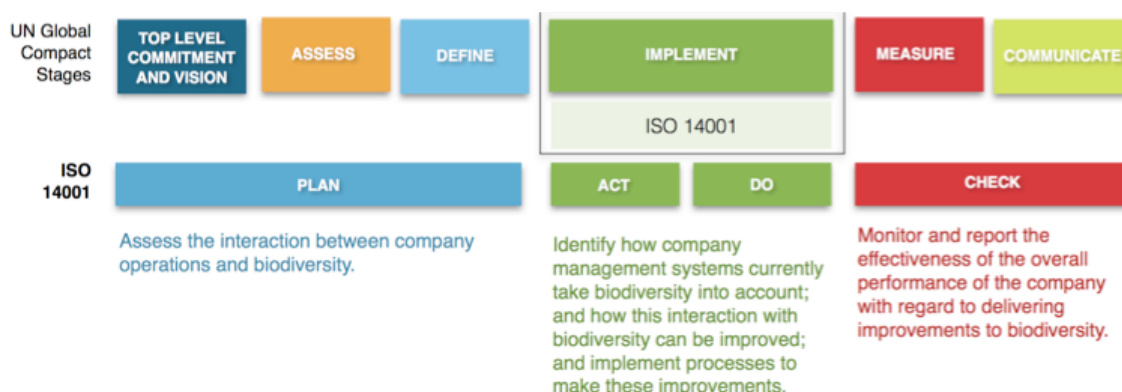 UN Global
Compact
Stages
TOP LEVEL
COMMITMENT
AND VISION
ASSESS
DEFINE
IMPLEMENT
MEASURE
COMMUNICATE
ISO 14001
ISO
14001
PLAN
ACT
DO
CHECK
Assess the interaction between company
operations and biodiversity.
Identify how company
management systems currently
take biodiversity into account;
and how this interaction with
biodiversity can be improved;
and implement processes to
make these improvements.
Monitor and report the
effectiveness of the overall
performance of the company
with regard to delivering
improvements to biodiversity.